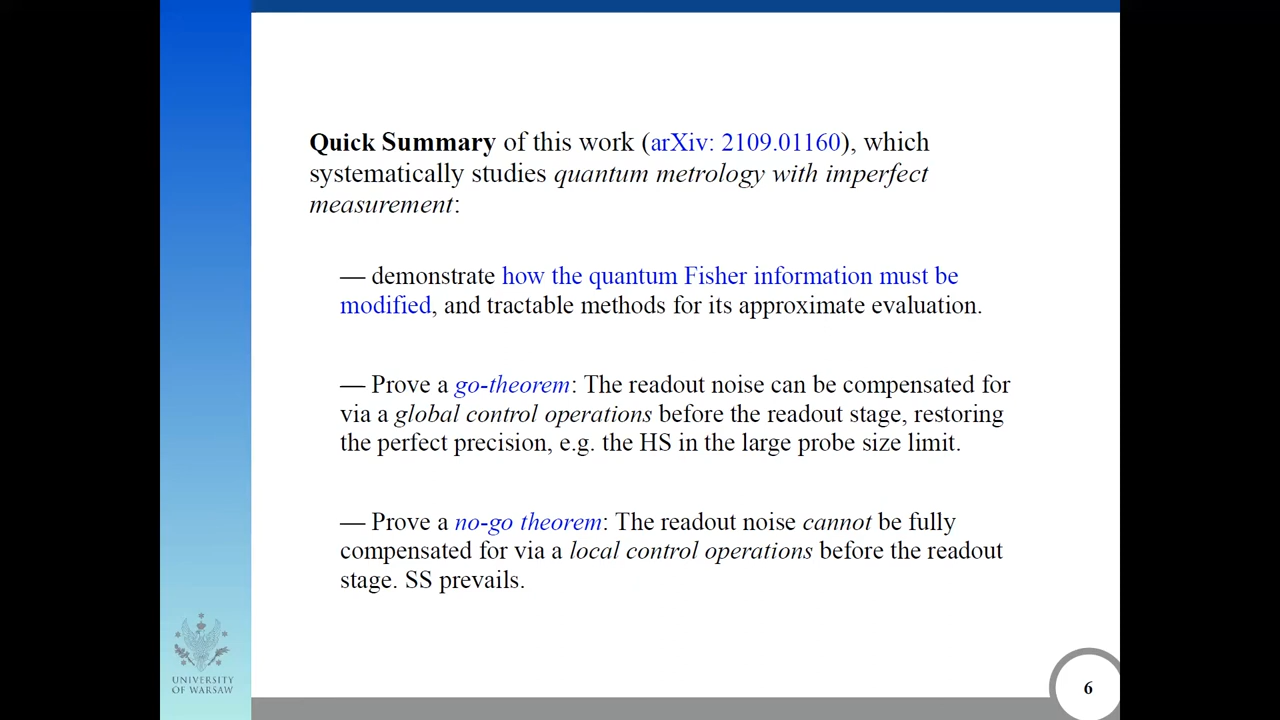 Quick Summary of this work (arXiv: 2109.01160), which
systematically studies quantum metrology with imperfect
measurement:
— demonstrate how the quantum Fisher information must be
modified, and tractable methods for its approximate evaluation.
— Prove a go-theorem: The readout noise can be compensated for
via a global control operations before the readout stage, restoring
the perfect precision, e.g. the HS in the large probe size limit.
— Prove a no-go theorem: The readout noise cannot be fully
compensated for via a local control operations before the readout
stage. SS prevails.
UNIVERSITY
OF WARSAW
6